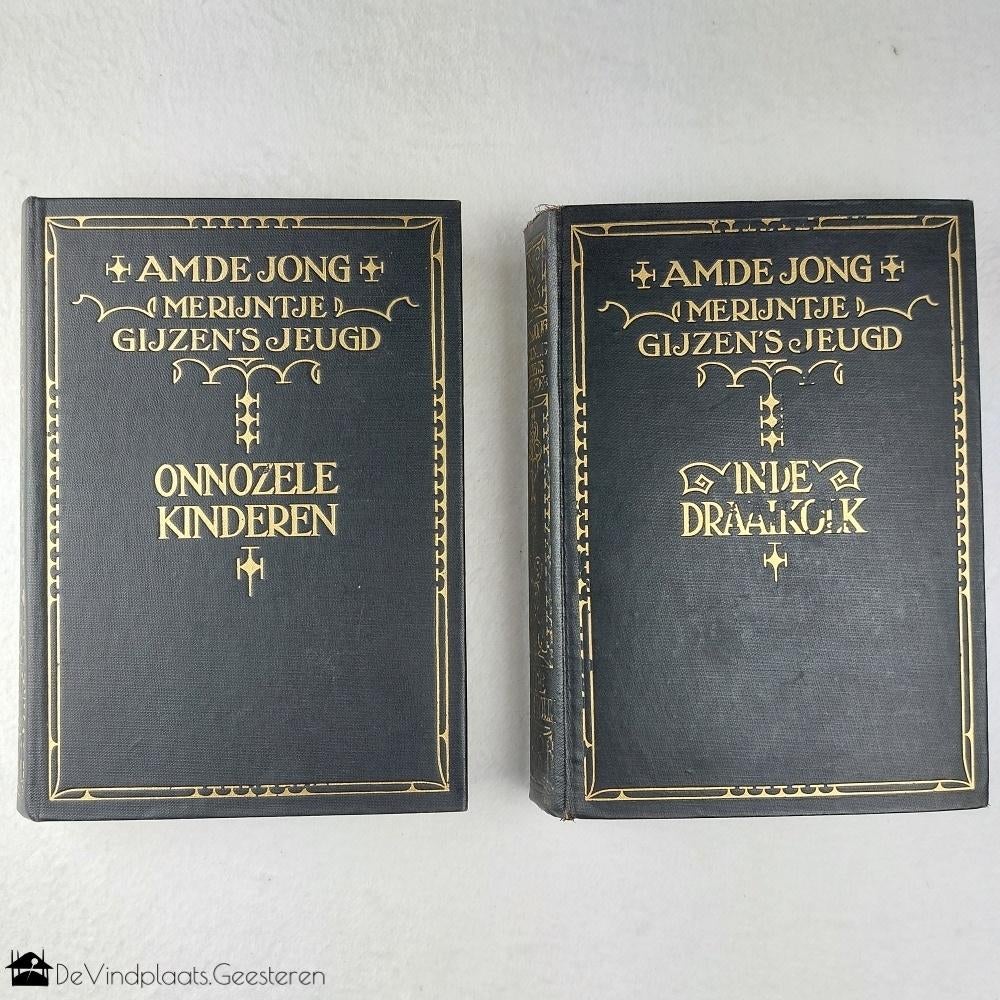 A.M. DE JONG
MERIJNTJE
GIJZEN'S JEUGD
ONNOZELE
KINDEREN
A.M. DE JONG
MERIJNTJE
GIJZEN'S JEUGD
IN DE
DRAAIKOLK
DeVindplaats.Geesteren